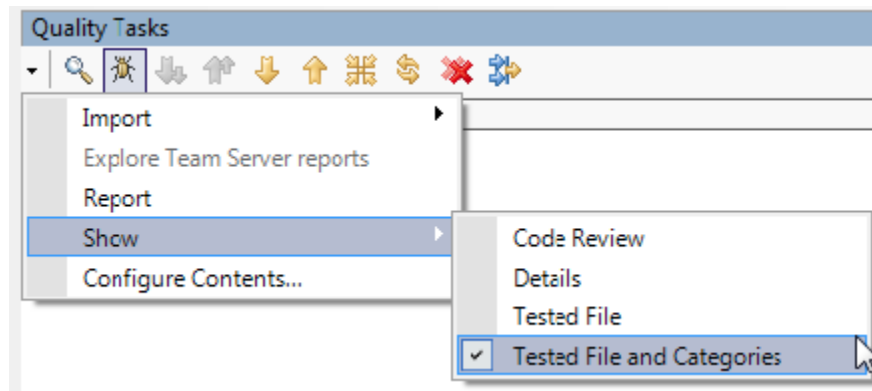 Quality Tasks
Import
Explore Team Server reports
Report
Show
Configure Contents...
Code Review
Details
Tested File
Tested File and Categories